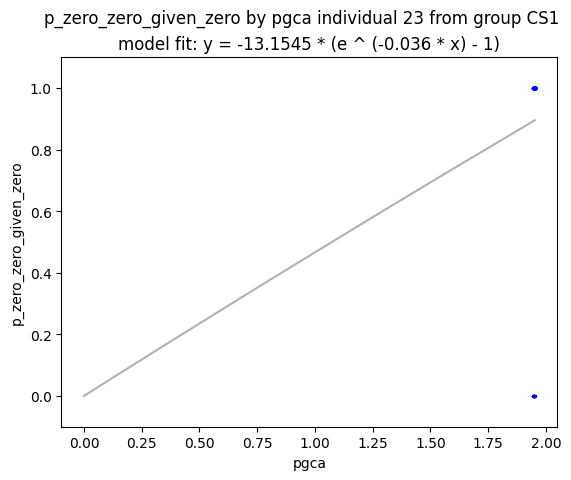 p_zero_zero_given_zero by pgca individual 23 from group CS1
model fit: y = -13.1545 * (e ^ (-0.036 * x) - 1)
1.0
0.8
0.6
0.4
0.2
0.0
p_zero_zero_given_zero
0.00 0.25 0.50 0.75 1.00 1.25 1.50 1.75 2.00
pgca